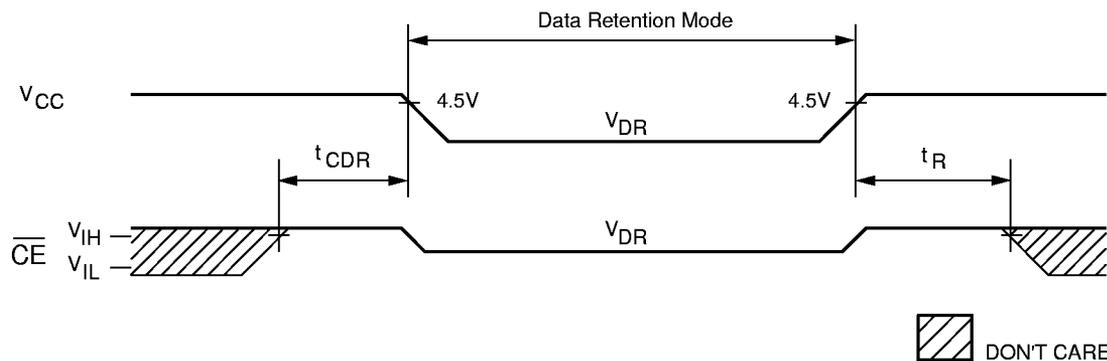 Data Retention Mode
VCC
4.5V
4.5V
VDR
tCDR
tR
VIH
VDR
CE
VIL
DON'T CARE